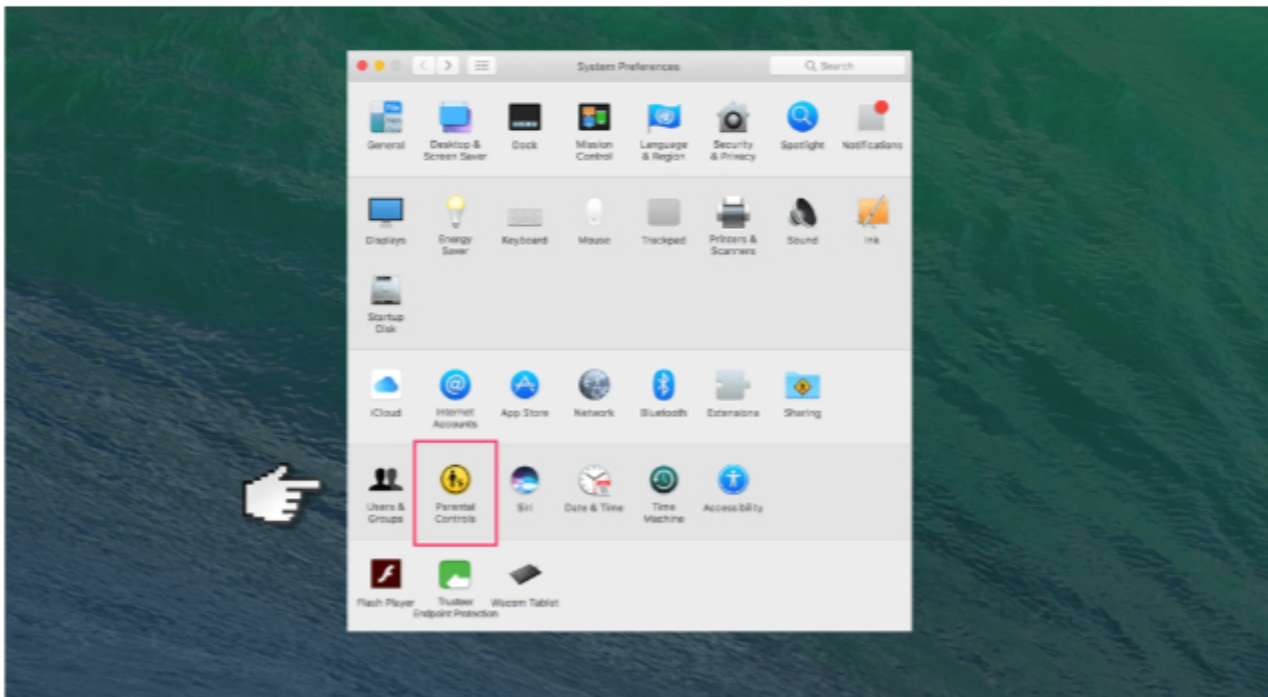 System Preferences
Search
General
Desktop &
Screen Saver
Dock
Mission
Control
Language
& Region
Security
& Privacy
Spotlight
Notifications
Displays
Energy
Saver
Keyboard
Mouse
Trackpad
Printers &
Scanners
Sound
Ink
Startup
Disk
iCloud
Internet
Accounts
App Store
Network
Bluetooth
Extensions
Sharing
Users &
Groups
Parental
Controls
Siri
Date & Time
Time
Machine
Accessibility
Flash Player
Trusteer
Endpoint Protection
Wacom Tablet